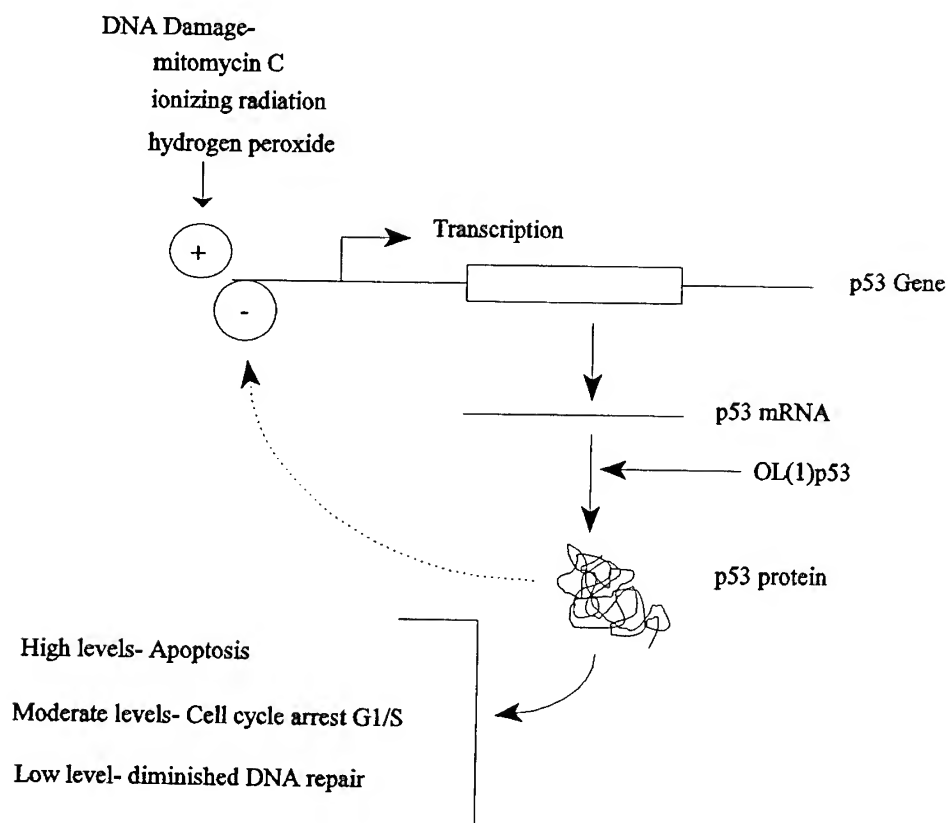 DNA Damage-
mitomycin C
ionizing radiation
hydrogen peroxide
+
Transcription
-
p53 Gene
p53 mRNA
OL(1)p53
p53 protein
High levels- Apoptosis
Moderate levels- Cell cycle arrest G1/S
Low level- diminished DNA repair